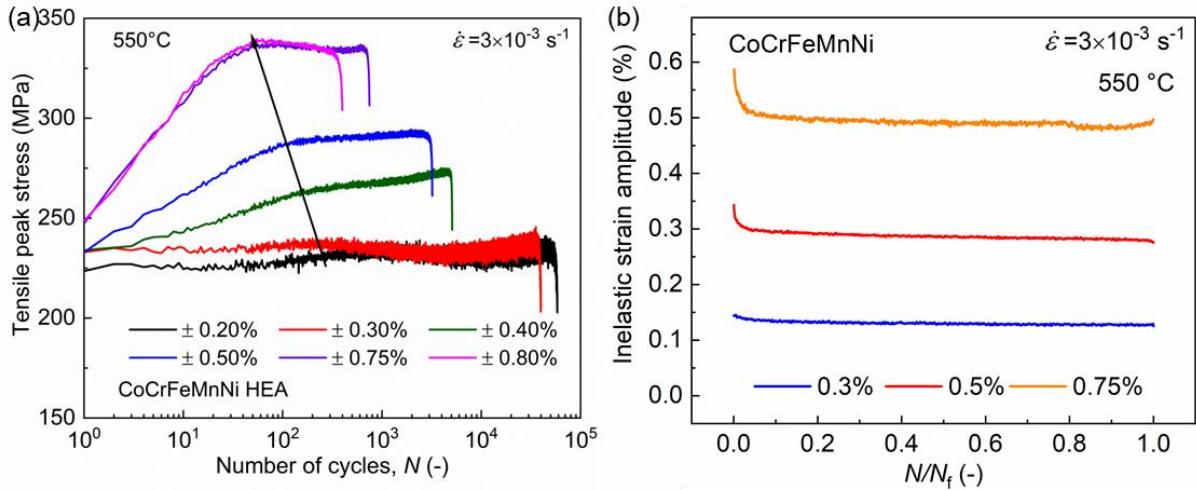 (a)
550°C
ε̇ =3×10⁻³ s⁻¹
Tensile peak stress (MPa)
350
300
250
200
150
± 0.20% ± 0.30% ± 0.40%
± 0.50% ± 0.75% ± 0.80%
CoCrFeMnNi HEA
10⁰ 10¹ 10² 10³ 10⁴ 10⁵
Number of cycles, N (-)
(b)
CoCrFeMnNi
ε̇ =3×10⁻³ s⁻¹
550 °C
Inelastic strain amplitude (%)
0.6
0.5
0.4
0.3
0.2
0.1
0.0
0.3% 0.5% 0.75%
0.0 0.2 0.4 0.6 0.8 1.0
N/Nf (-)